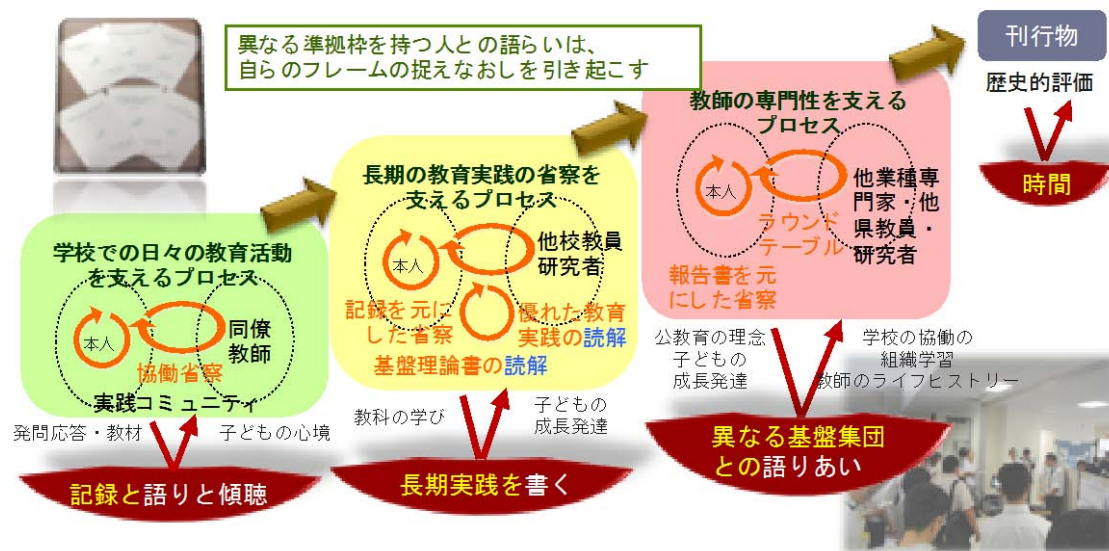 異なる準拠枠を持つ人との語らいは、
自らのフレームの捉えなおしを引き起こす
学校での日々の教育活動
を支えるプロセス
本人
同僚
教師
協働省察
実践コミュニティ
発問応答・教材
子どもの心境
記録と語りと傾聴
長期の教育実践の省察を
支えるプロセス
本人
他校教員
研究者
記録を元に
した省察
優れた教育
実践の読解
基盤理論書の読解
教科の学び
子どもの
成長発達
長期実践を書く
教師の専門性を支える
プロセス
本人
他業種専
門家・他
県教員・
研究者
ラウンド
テーブル
報告書を元
にした省察
公教育の理念
子どもの
成長発達
学校の協働の
組織学習
教師のライフヒストリー
異なる基盤集団
との語りあい
刊行物
歴史的評価
時間